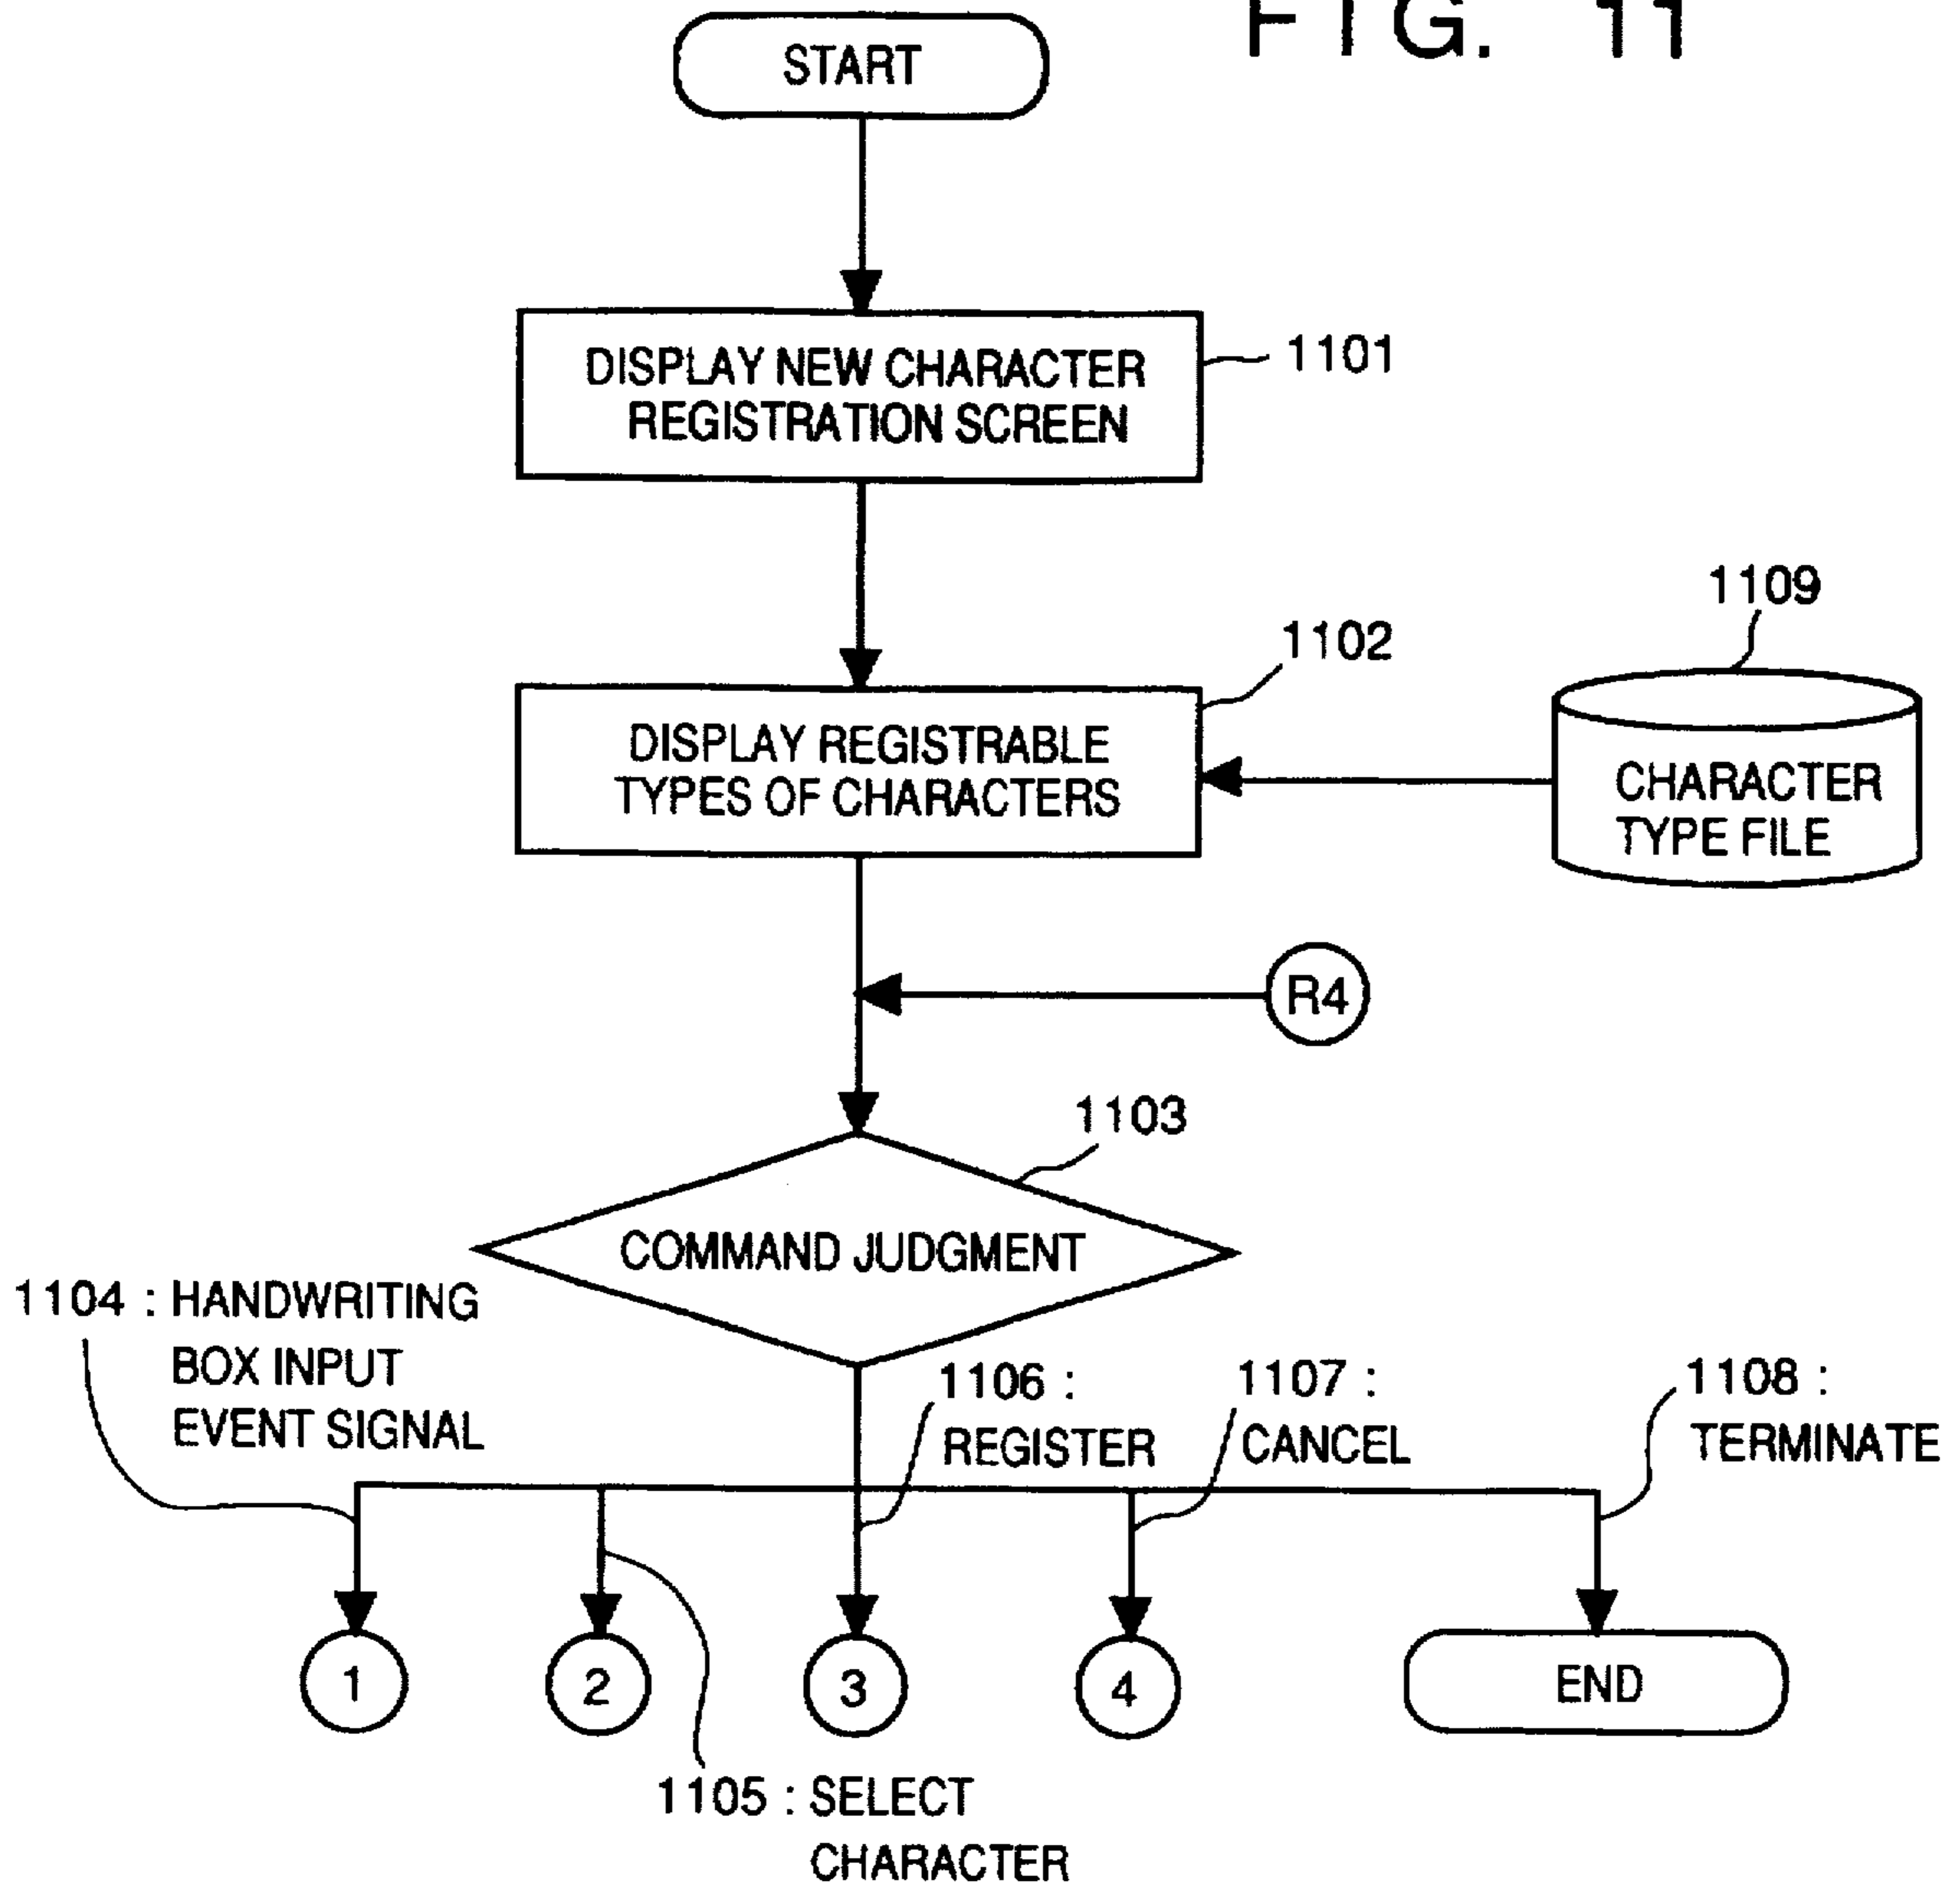 FIG. 11
START
DISPLAY NEW CHARACTER
REGISTRATION SCREEN
1101
1109
1102
DISPLAY REGISTRABLE
TYPES OF CHARACTERS
CHARACTER
TYPE FILE
R4
1103
COMMAND JUDGMENT
1104 : HANDWRITING
BOX INPUT
EVENT SIGNAL
1106 :
REGISTER
1107 :
CANCEL
1108 :
TERMINATE
1
2
3
4
END
1105 : SELECT
CHARACTER